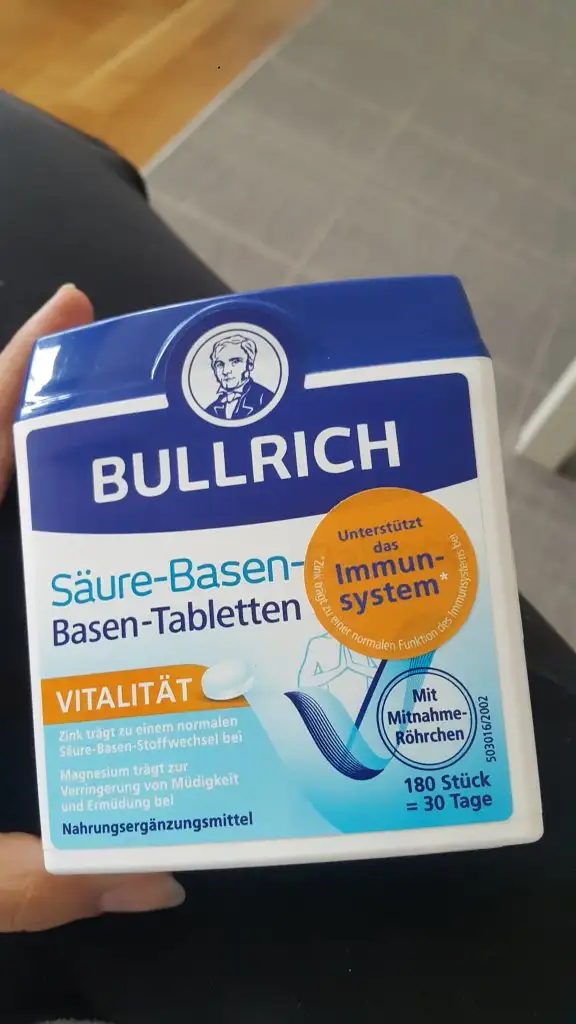 BULLRICH
Säure-Basen-
Basen-Tabletten
Unterstützt
das
Immun-
system*
*Zink trägt zu einer normalen Funktion des Immunsystems bei
VITALITÄT
Zink trägt zu einem normalen
Säure-Basen-Stoffwechsel bei
Magnesium trägt zur
Verringerung von Müdigkeit
und Ermüdung bei
Nahrungsergänzungsmittel
Mit
Mitnahme-
Röhrchen
503016/2002
180 Stück
= 30 Tage